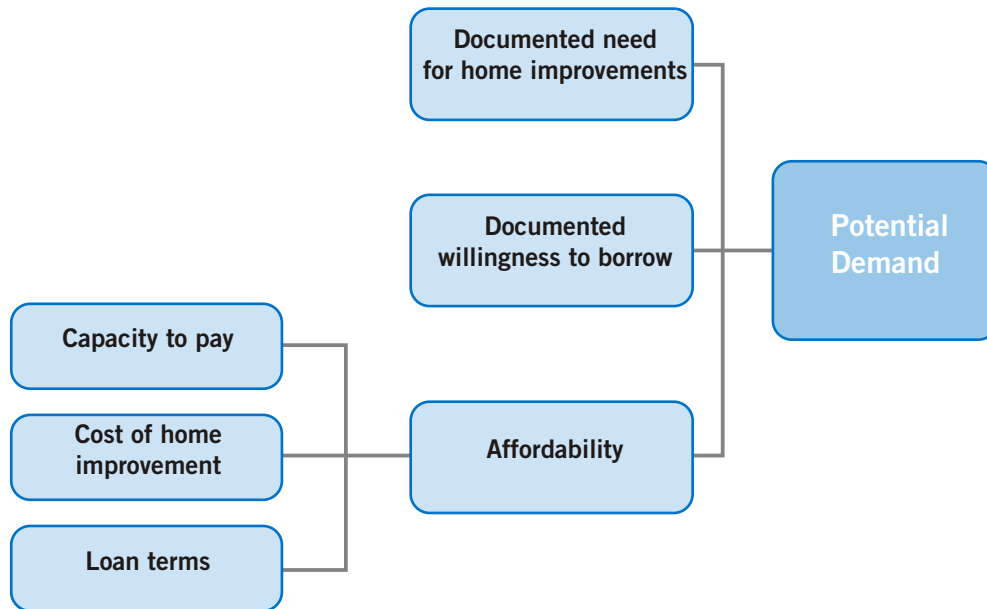 Documented need
for home improvements
Documented
willingness to borrow
Potential
Demand
Capacity to pay
Cost of home
improvement
Affordability
Loan terms